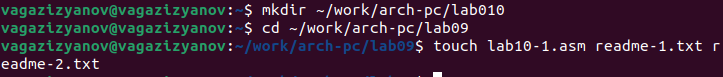 vagazizyanov@vagazizyanov:~$ mkdir ~/work/arch-pc/lab010
vagazizyanov@vagazizyanov:~$ cd ~/work/arch-pc/lab09
vagazizyanov@vagazizyanov:~/work/arch-pc/lab09$ touch lab10-1.asm readme-1.txt r
eadme-2.txt